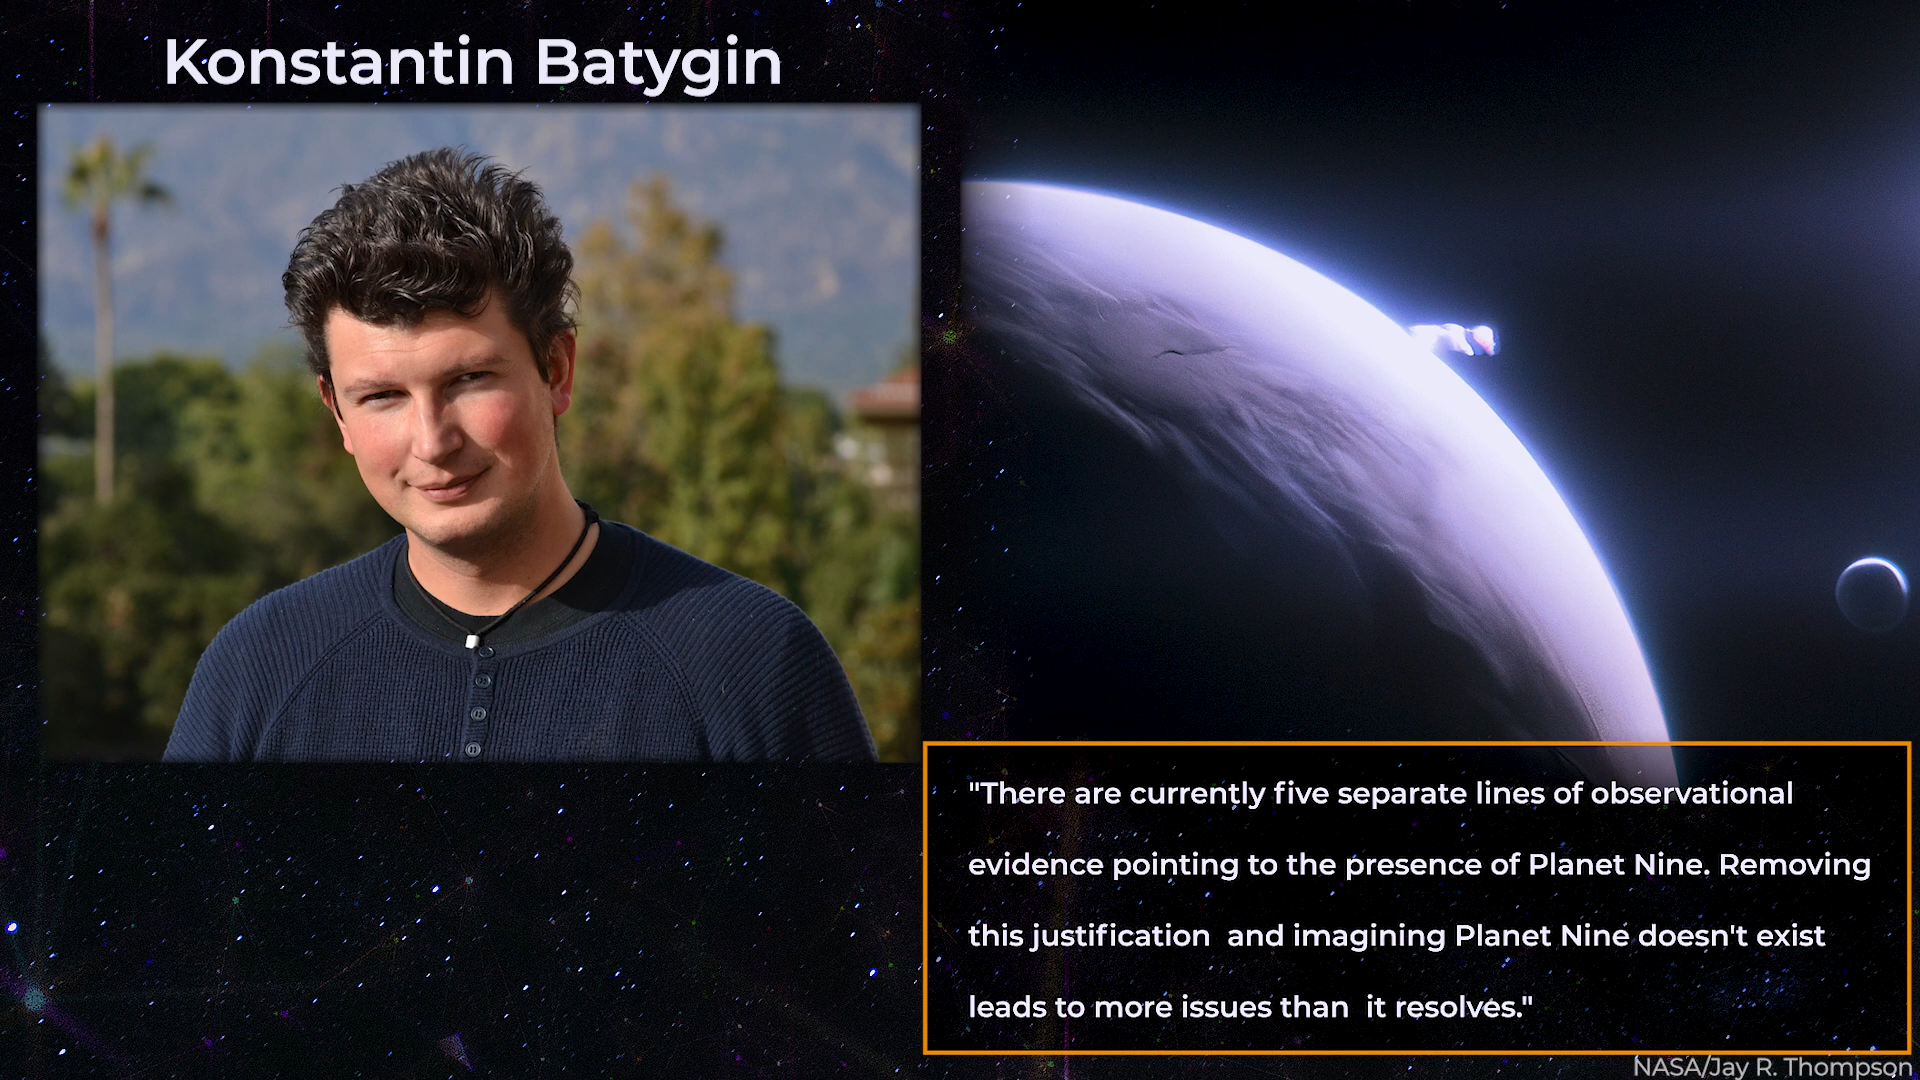 Konstantin Batygin
"There are currently five separate lines of observational
evidence pointing to the presence of Planet Nine. Removing
this justification  and imagining Planet Nine doesn't exist
leads to more issues than  it resolves."
NASA/Jay R. Thompson